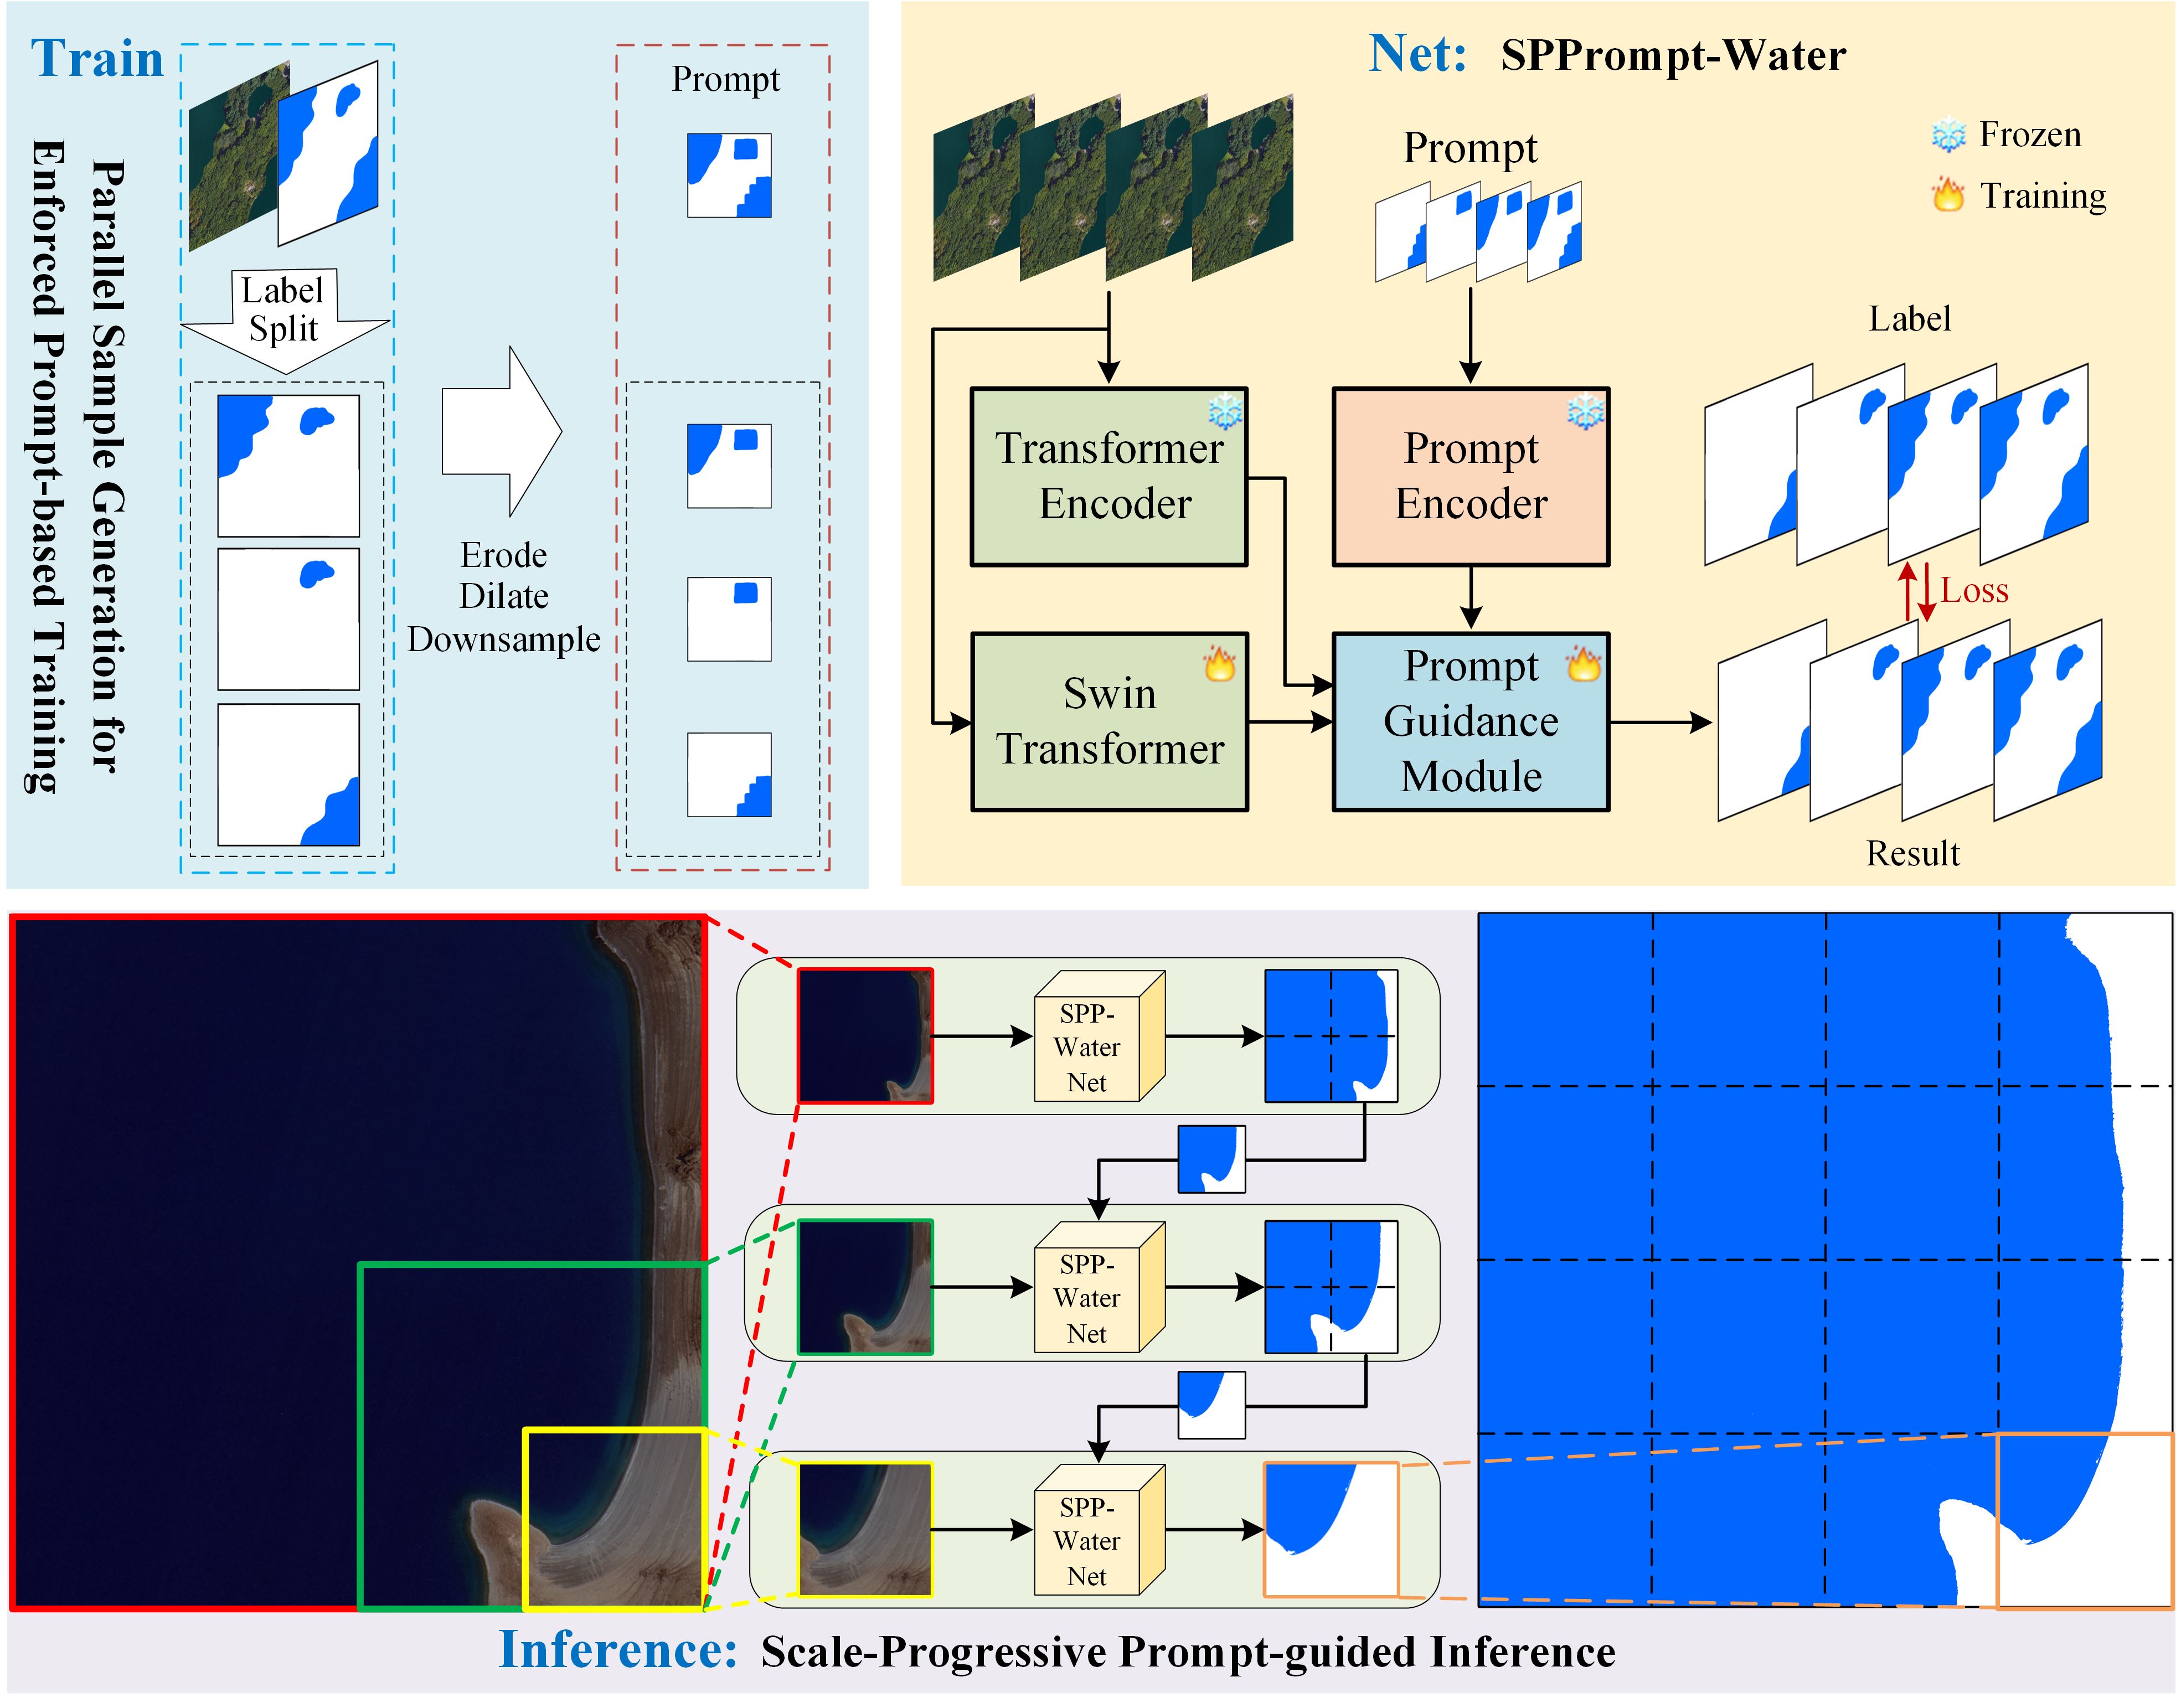 Train
Parallel Sample Generation for
Enforced Prompt-based Training
Label
Split
Erode
Dilate
Downsample
Prompt
Net: SPPrompt-Water
Frozen
Training
Prompt
Transformer
Encoder
Prompt
Encoder
Swin
Transformer
Prompt
Guidance
Module
Label
Loss
Result
SPP-
Water
Net
SPP-
Water
Net
SPP-
Water
Net
Inference: Scale-Progressive Prompt-guided Inference